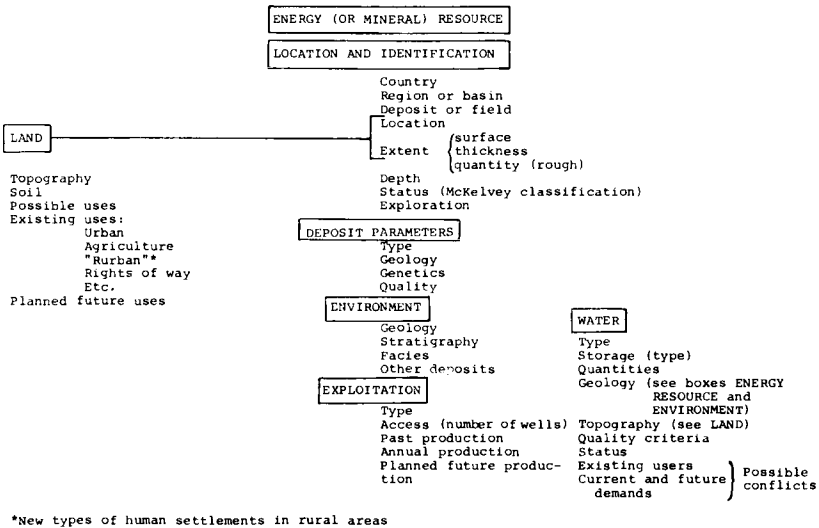 ENERGY (OR MINERAL) RESOURCE
LOCATION AND IDENTIFICATION
Country
Region or basin
Deposit or field
Location
Extent
surface
thickness
quantity (rough)
Depth
Status (McKelvey classification)
Exploration
LAND
Topography
Soil
Possible uses
Existing uses:
Urban
Agriculture
"Rurban"*
Rights of way
Etc.
Planned future uses
DEPOSIT PARAMETERS
Type
Geology
Genetics
Quality
ENVIRONMENT
Geology
Stratigraphy
Facies
Other deposits
EXPLOITATION
Type
Access (number of wells)
Past production
Annual production
Planned future produc-
tion
WATER
Type
Storage (type)
Quantities
Geology (see boxes ENERGY
RESOURCE and
ENVIRONMENT)
Topography (see LAND)
Quality criteria
Status
Existing users
Current and future
demands
Possible
conflicts
*New types of human settlements in rural areas